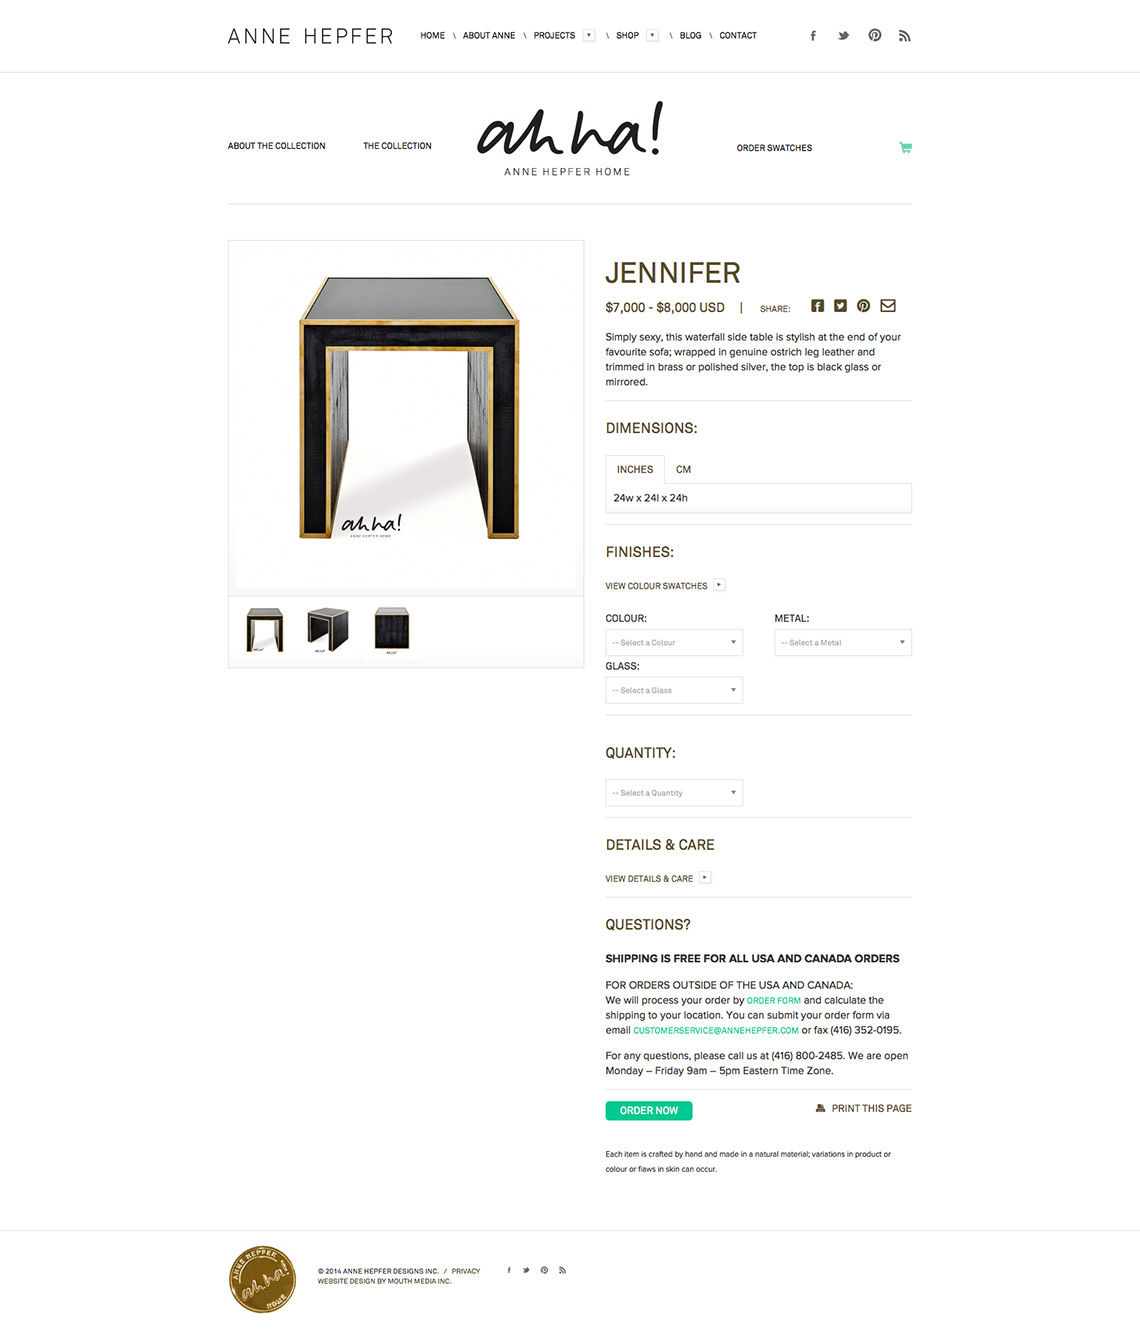 ANNE HEPFER
HOME \ ABOUT ANNE \ PROJECTS \ SHOP \ BLOG \ CONTACT
ABOUT THE COLLECTION
THE COLLECTION
ah ha!
ANNE HEPFER HOME
ORDER SWATCHES
ah ha!
ANNE HEPFER HOME
ah ha!
ah ha!
ah ha!
JENNIFER
$7,000 - $8,000 USD | SHARE:
Simply sexy, this waterfall side table is stylish at the end of your
favourite sofa; wrapped in genuine ostrich leg leather and
trimmed in brass or polished silver, the top is black glass or
mirrored.
DIMENSIONS:
INCHES CM
24w x 24l x 24h
FINISHES:
VIEW COLOUR SWATCHES
COLOUR: METAL:
-- Select a Colour -- Select a Metal
GLASS:
-- Select a Glass
QUANTITY:
-- Select a Quantity
DETAILS & CARE
VIEW DETAILS & CARE
QUESTIONS?
SHIPPING IS FREE FOR ALL USA AND CANADA ORDERS
FOR ORDERS OUTSIDE OF THE USA AND CANADA:
We will process your order by ORDER FORM and calculate the
shipping to your location. You can submit your order form via
email CUSTOMERSERVICE@ANNEHEPFER.COM or fax (416) 352-0195.
For any questions, please call us at (416) 800-2485. We are open
Monday – Friday 9am – 5pm Eastern Time Zone.
ORDER NOW
PRINT THIS PAGE
Each item is crafted by hand and made in a natural material; variations in product or
colour or flaws in skin can occur.
ANNE HEPFER
ah ha!
HOME
© 2014 ANNE HEPFER DESIGNS INC. / PRIVACY
WEBSITE DESIGN BY MOUTH MEDIA INC.